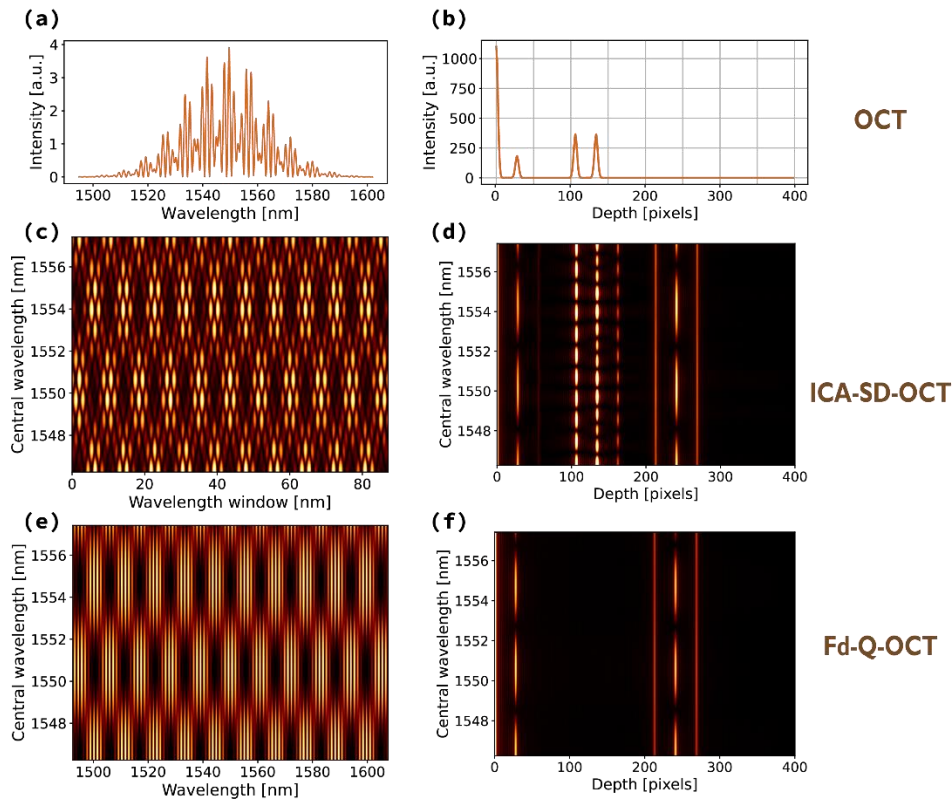 (a)
Intensity [a.u.]
4
3
2
1
0
1500 1520 1540 1560 1580 1600
Wavelength [nm]
(b)
Intensity [a.u.]
1000
750
500
250
0
0 100 200 300 400
Depth [pixels]
OCT
(c)
Central wavelength [nm]
1556
1554
1552
1550
1548
0 20 40 60 80
Wavelength window [nm]
(d)
Central wavelength [nm]
1556
1554
1552
1550
1548
0 100 200 300 400
Depth [pixels]
ICA-SD-OCT
(e)
Central wavelength [nm]
1556
1554
1552
1550
1548
1500 1520 1540 1560 1580 1600
Wavelength [nm]
(f)
Central wavelength [nm]
1556
1554
1552
1550
1548
0 100 200 300 400
Depth [pixels]
Fd-Q-OCT